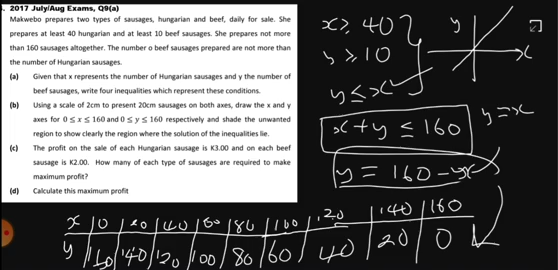 . 2017 July/Aug Exams, Q9(a)
Makwebo prepares two types of sausages, hungarian and beef, daily for sale. She
prepares at least 40 hungarian and at least 10 beef sausages. She prepares not more
than 160 sausages altogether. The number o beef sausages prepared are not more than
the number of Hungarian sausages.
(a) Given that x represents the number of Hungarian sausages and y the number of
beef sausages, write four inequalities which represent these conditions.
(b) Using a scale of 2cm to present 20cm sausages on both axes, draw the x and y
axes for 0 ≤ x ≤ 160 and 0 ≤ y ≤ 160 respectively and shade the unwanted
region to show clearly the region where the solution of the inequalities lie.
(c) The profit on the sale of each Hungarian sausage is K3.00 and on each beef
sausage is K2.00. How many of each type of sausages are required to make
maximum profit?
(d) Calculate this maximum profit
x ≥ 40
y ≥ 10
y ≤ x
y
x
x + y ≤ 160
y = x
y = 160 - x
x | 0 | 20 | 40 | 60 | 80 | 100 | 120 | 140 | 160
y | 160 | 140 | 120 | 100 | 80 | 60 | 40 | 20 | 0